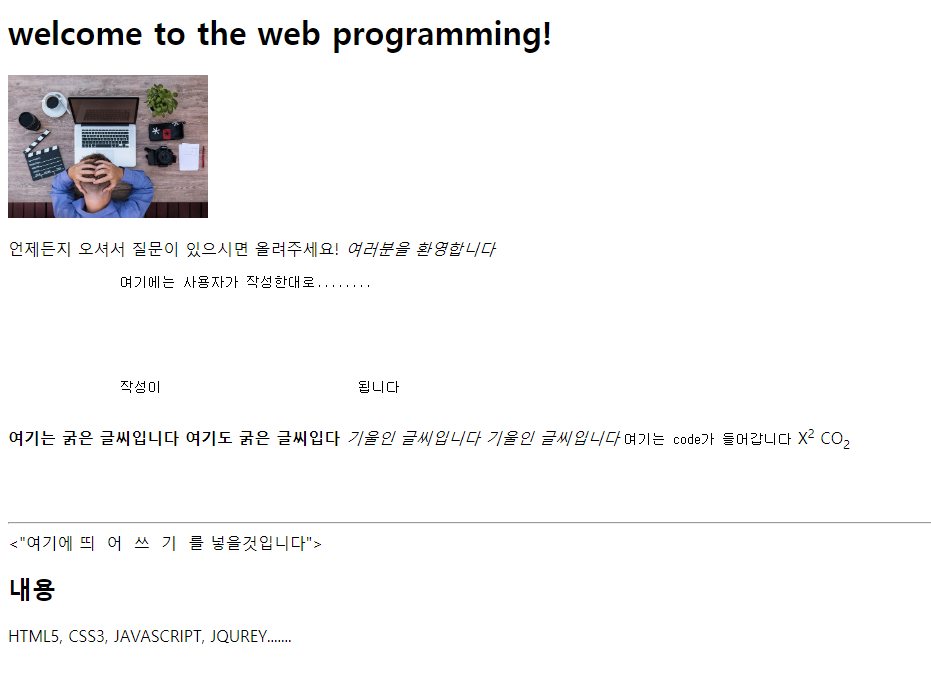 welcome to the web programming!
언제든지 오셔서 질문이 있으시면 올려주세요! 여러분을 환영합니다
여기에는 사용자가 작성한대로........
작성이 됩니다
여기는 굵은 글씨입니다 여기도 굵은 글씨입다 기울인 글씨입니다 기울인 글씨입니다 여기는 code가 들어갑니다 X² CO₂
<"여기에 띄 어 쓰 기 를 넣을것입니다">
내용
HTML5, CSS3, JAVASCRIPT, JQUREY.......